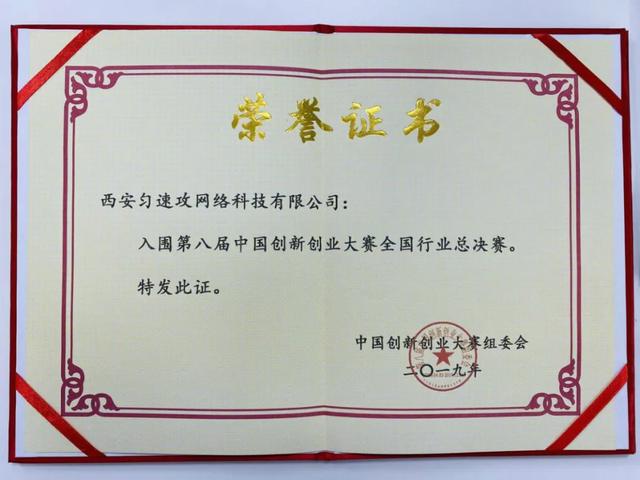 荣誉证书
西安匀速攻网络科技有限公司：
入围第八届中国创新创业大赛全国行业总决赛。
特发此证。
中国创新创业大赛组委会
二〇一九年